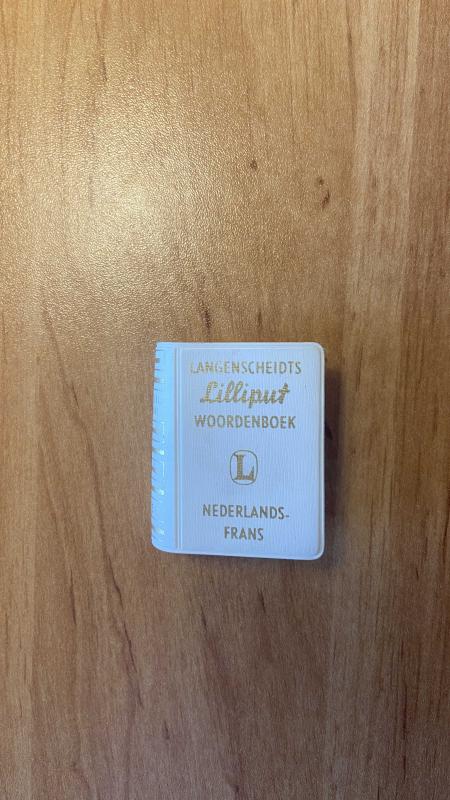 LANGENSCHEIDTS
Lilliput
WOORDENBOEK
L
NEDERLANDS-
FRANS